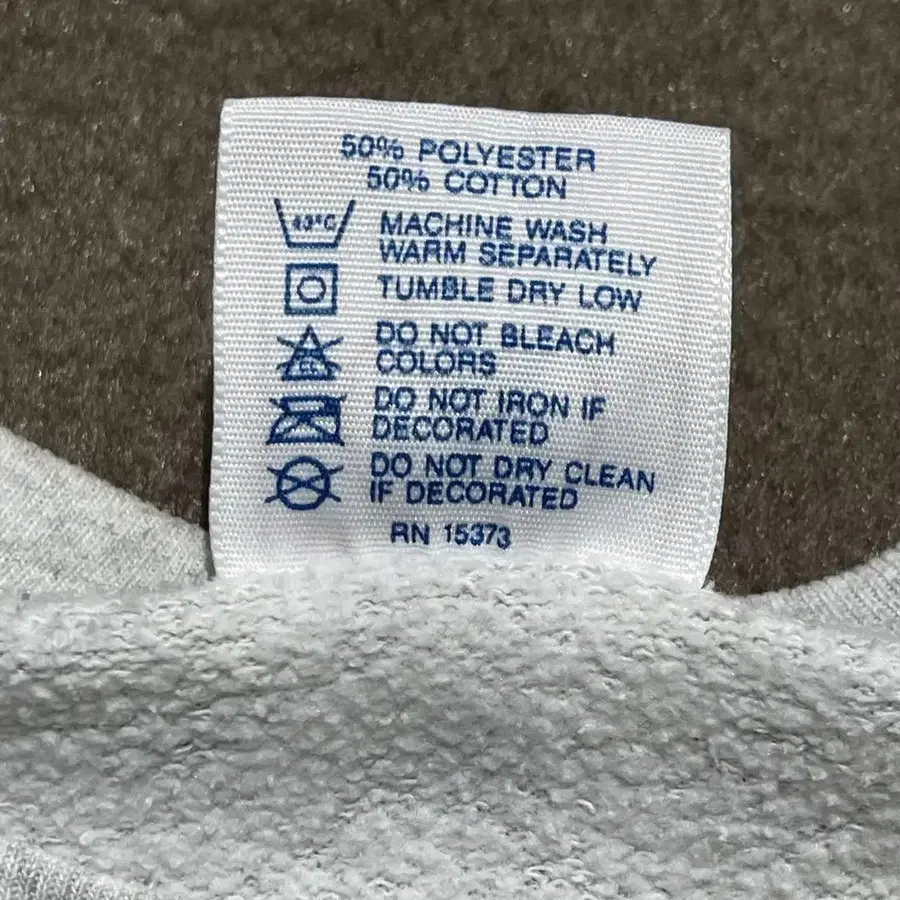 50% POLYESTER
50% COTTON
40°C
MACHINE WASH
WARM SEPARATELY
TUMBLE DRY LOW
DO NOT BLEACH
COLORS
CL
DO NOT IRON IF
DECORATED
DO NOT DRY CLEAN
IF DECORATED
RN 15373